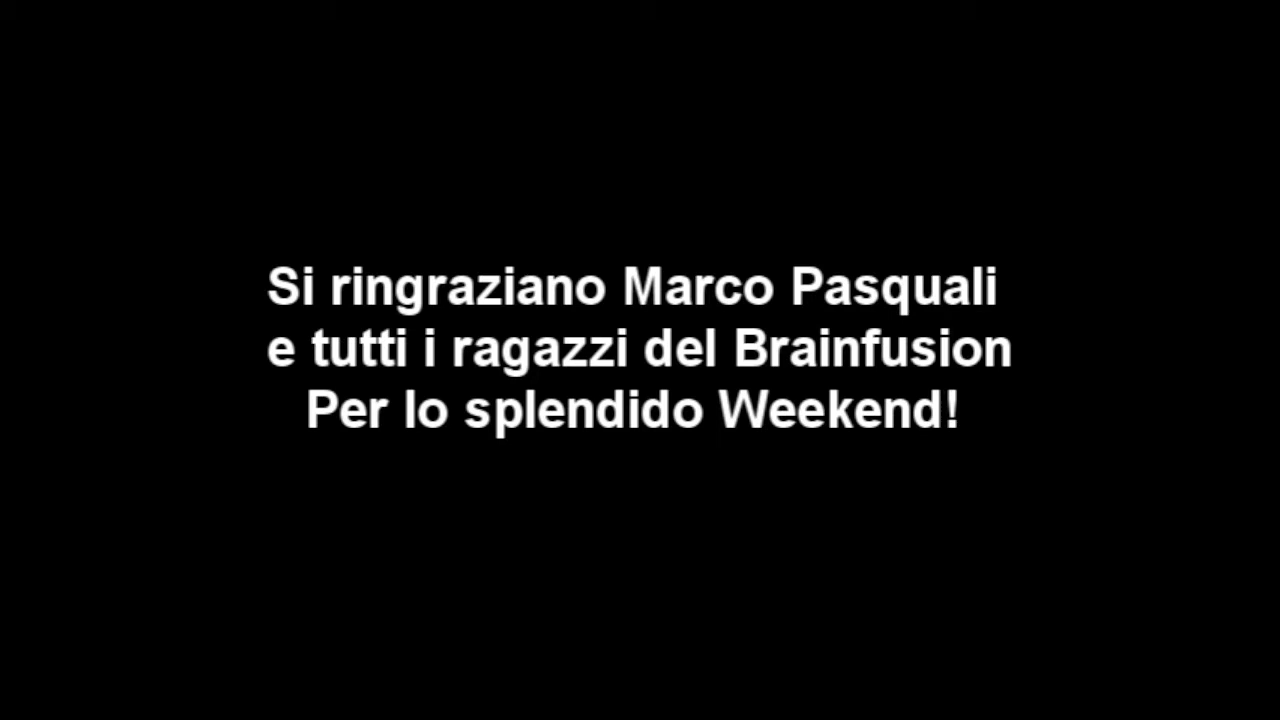 Si ringraziano Marco Pasquali
e tutti i ragazzi del Brainfusion
Per lo splendido Weekend!